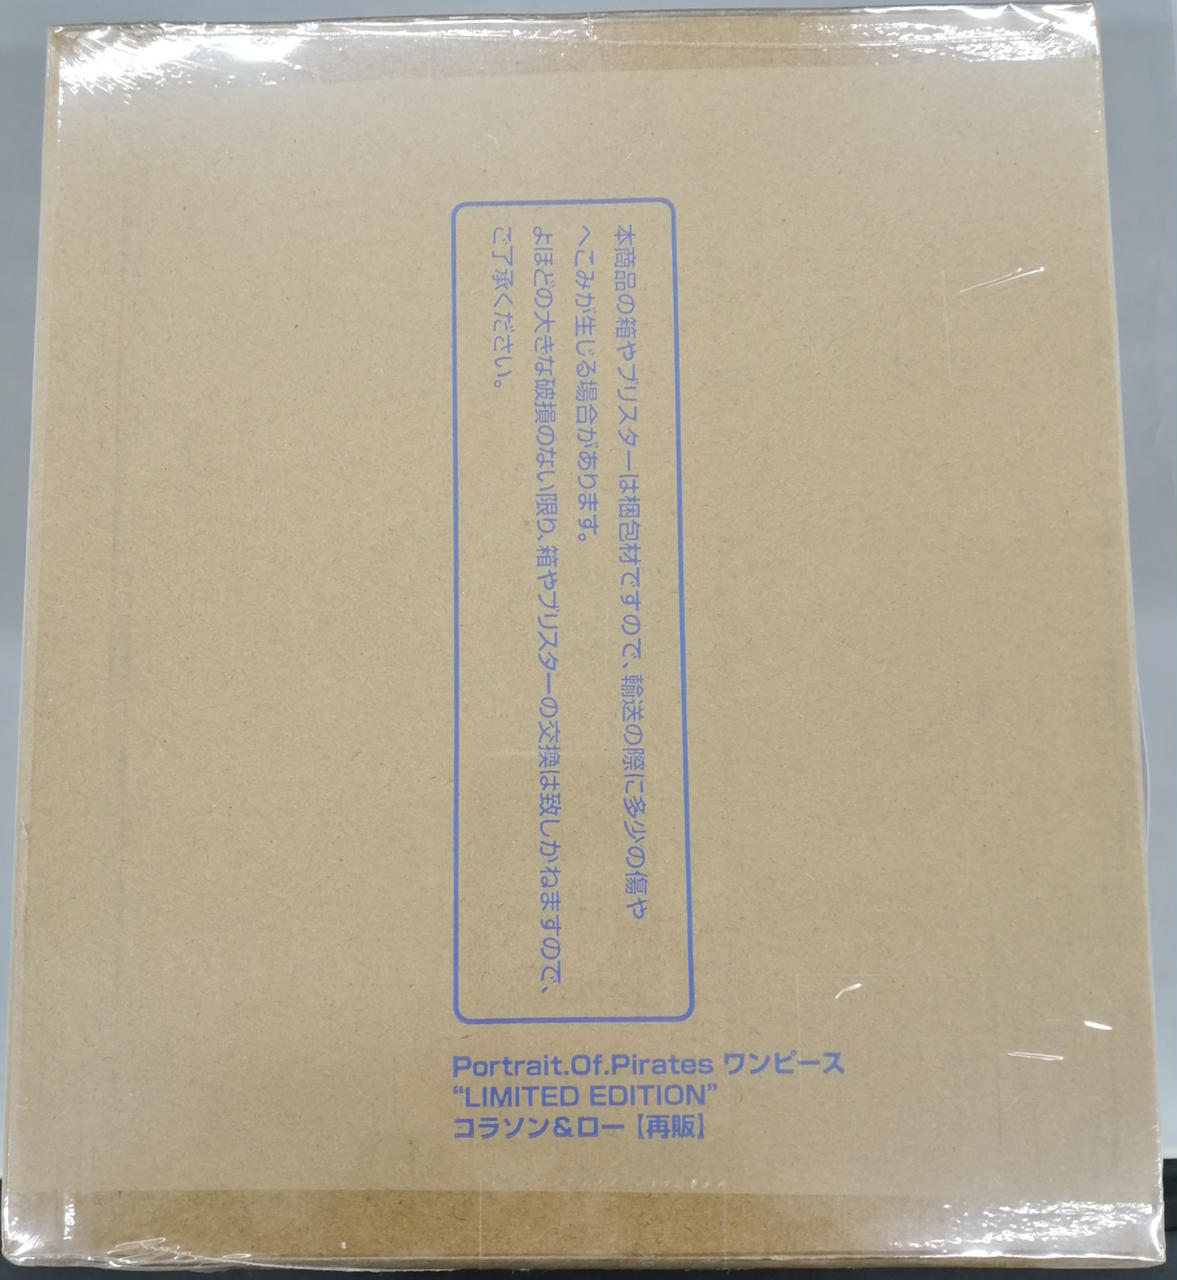 本商品の箱やブリスターは梱包材ですので、輸送の際に多少の傷や
へこみが生じる場合があります。
よほどの大きな破損のない限り、箱やブリスターの交換は致しかねますので、
ご了承ください。
Portrait.Of.Pirates ワンピース
“LIMITED EDITION”
コラソン&ロー【再販】